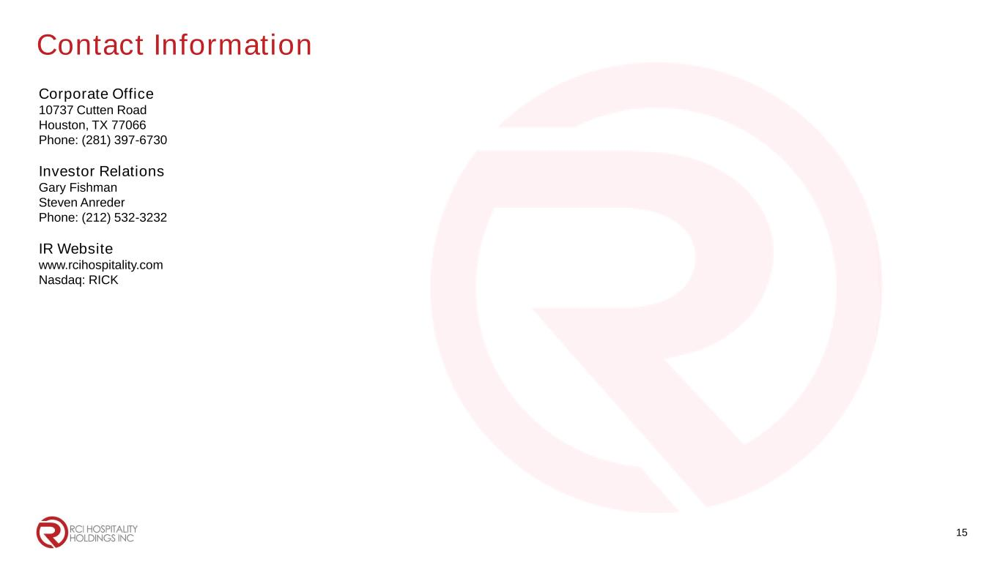 Contact Information
Corporate Office
10737 Cutten Road
Houston, TX 77066
Phone: (281) 397-6730
Investor Relations
Gary Fishman
Steven Anreder
Phone: (212) 532-3232
IR Website
www.rcihospitality.com
Nasdaq: RICK
RCI HOSPITALITY
HOLDINGS INC
15